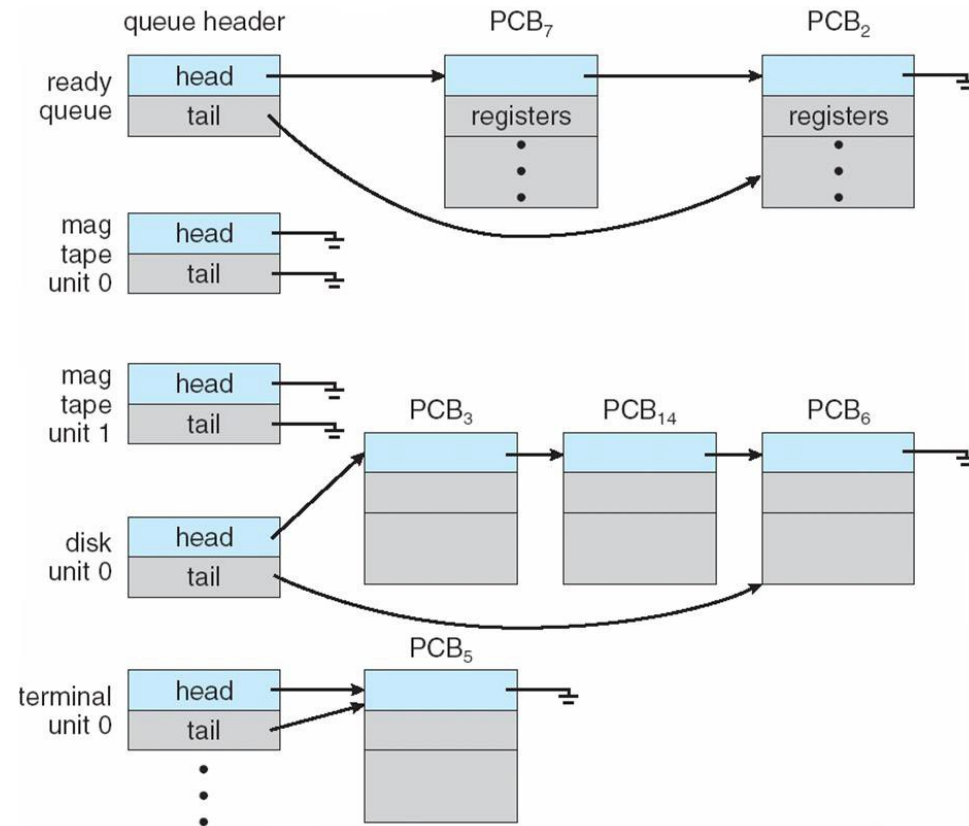 queue header
PCB₇
PCB₂
ready
queue
head
tail
registers
registers
mag
tape
unit 0
head
tail
mag
tape
unit 1
head
tail
PCB₃
PCB₁₄
PCB₆
disk
unit 0
head
tail
PCB₅
terminal
unit 0
head
tail